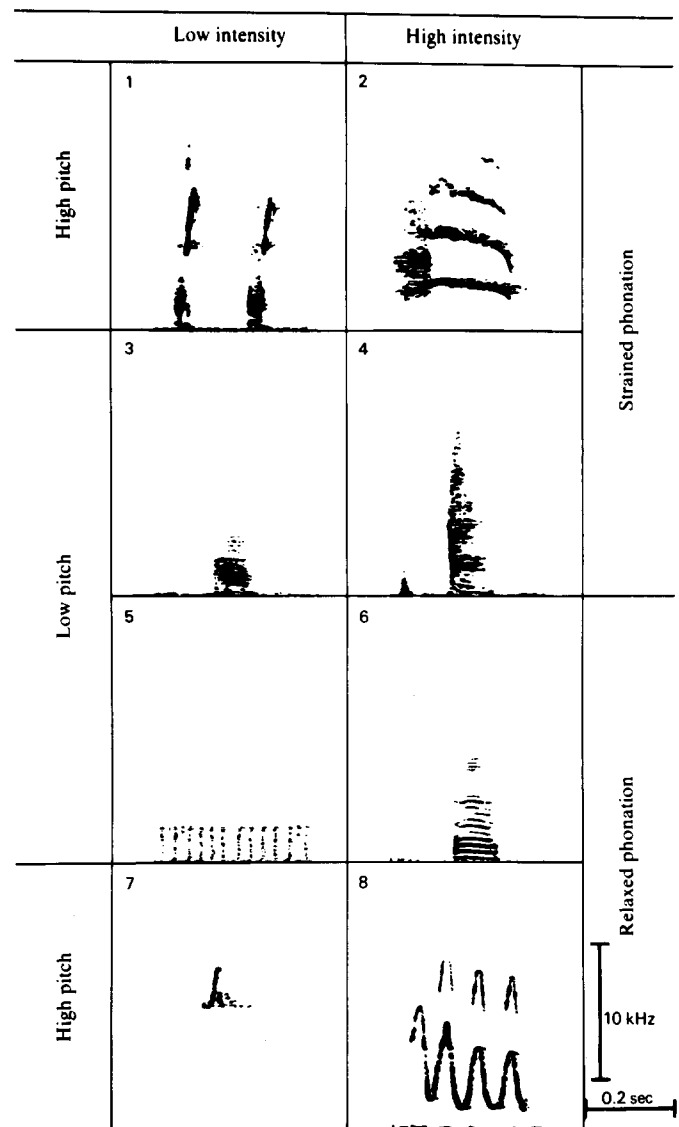 Low intensity High intensity
1 2
High pitch
Strained phonation
3 4
Low pitch
5 6
Relaxed phonation
7 8
High pitch
10 kHz
0.2 sec